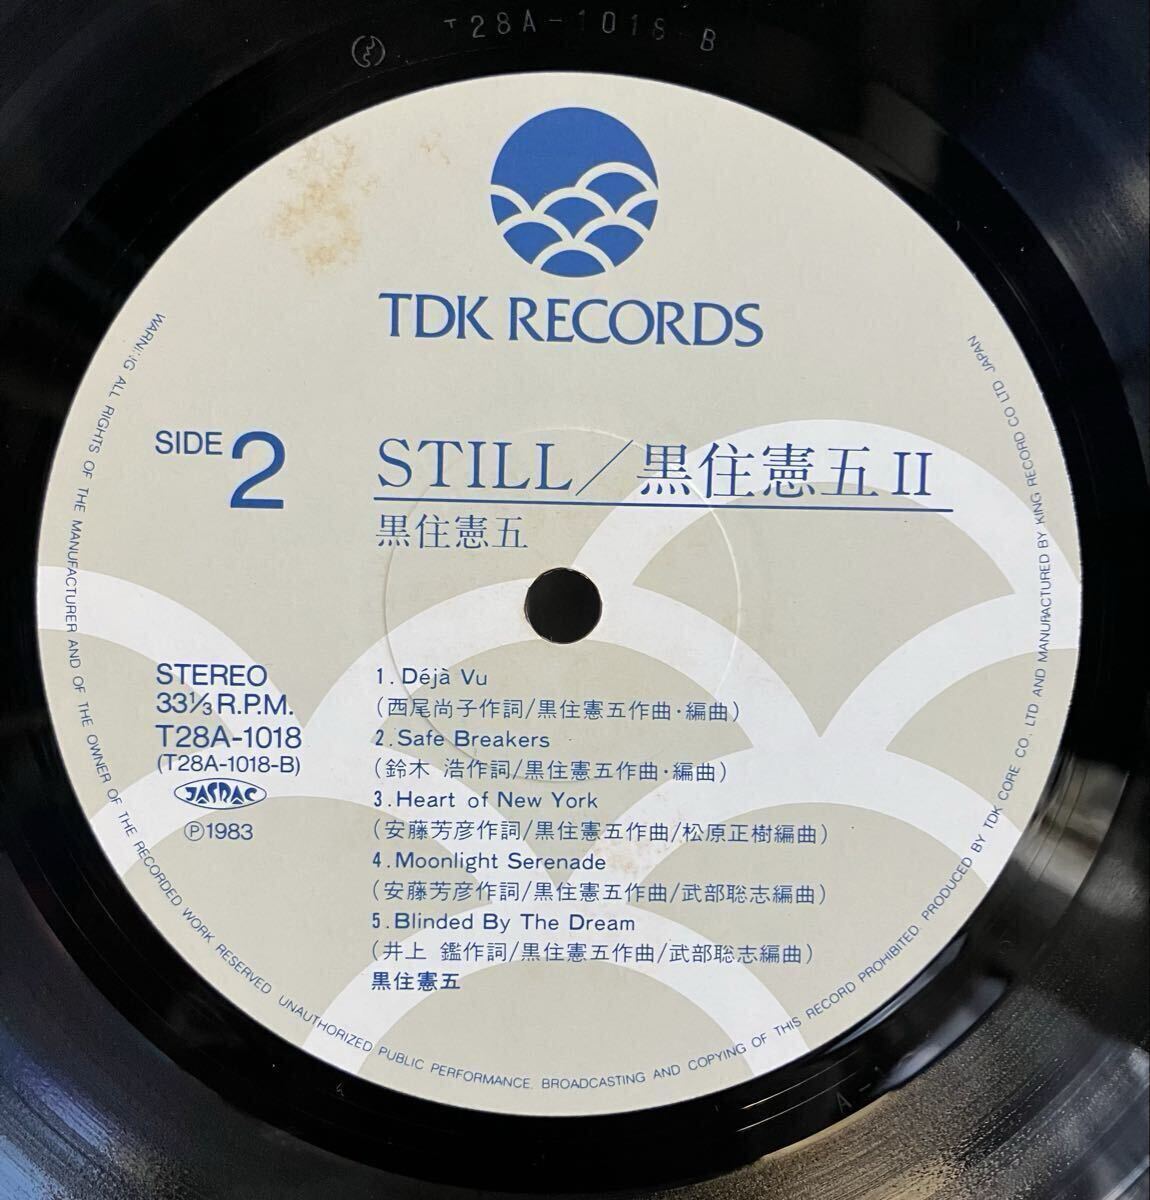 T28A-1018-B
TDK RECORDS
SIDE 2
STILL/黒住憲五II
黒住憲五
STEREO
33⅓ R.P.M.
T28A-1018
(T28A-1018-B)
JASRAC
Ⓟ1983
1.Déjà Vu
(西尾尚子作詞/黒住憲五作曲・編曲)
2.Safe Breakers
(鈴木 浩作詞/黒住憲五作曲・編曲)
3.Heart of New York
(安藤芳彦作詞/黒住憲五作曲/松原正樹編曲)
4.Moonlight Serenade
(安藤芳彦作詞/黒住憲五作曲/武部聡志編曲)
5.Blinded By The Dream
(井上 鑑作詞/黒住憲五作曲/武部聡志編曲)
黒住憲五
WARNING ALL RIGHTS OF THE MANUFACTURER AND OF THE OWNER OF THE RECORDED WORK RESERVED UNAUTHORIZED PUBLIC PERFORMANCE. BROADCASTING AND COPYING OF THIS RECORD PROHIBITED. PRODUCED BY TDK CORE CO., LTD AND MANUFACTURED BY KING RECORD CO LTD JAPAN